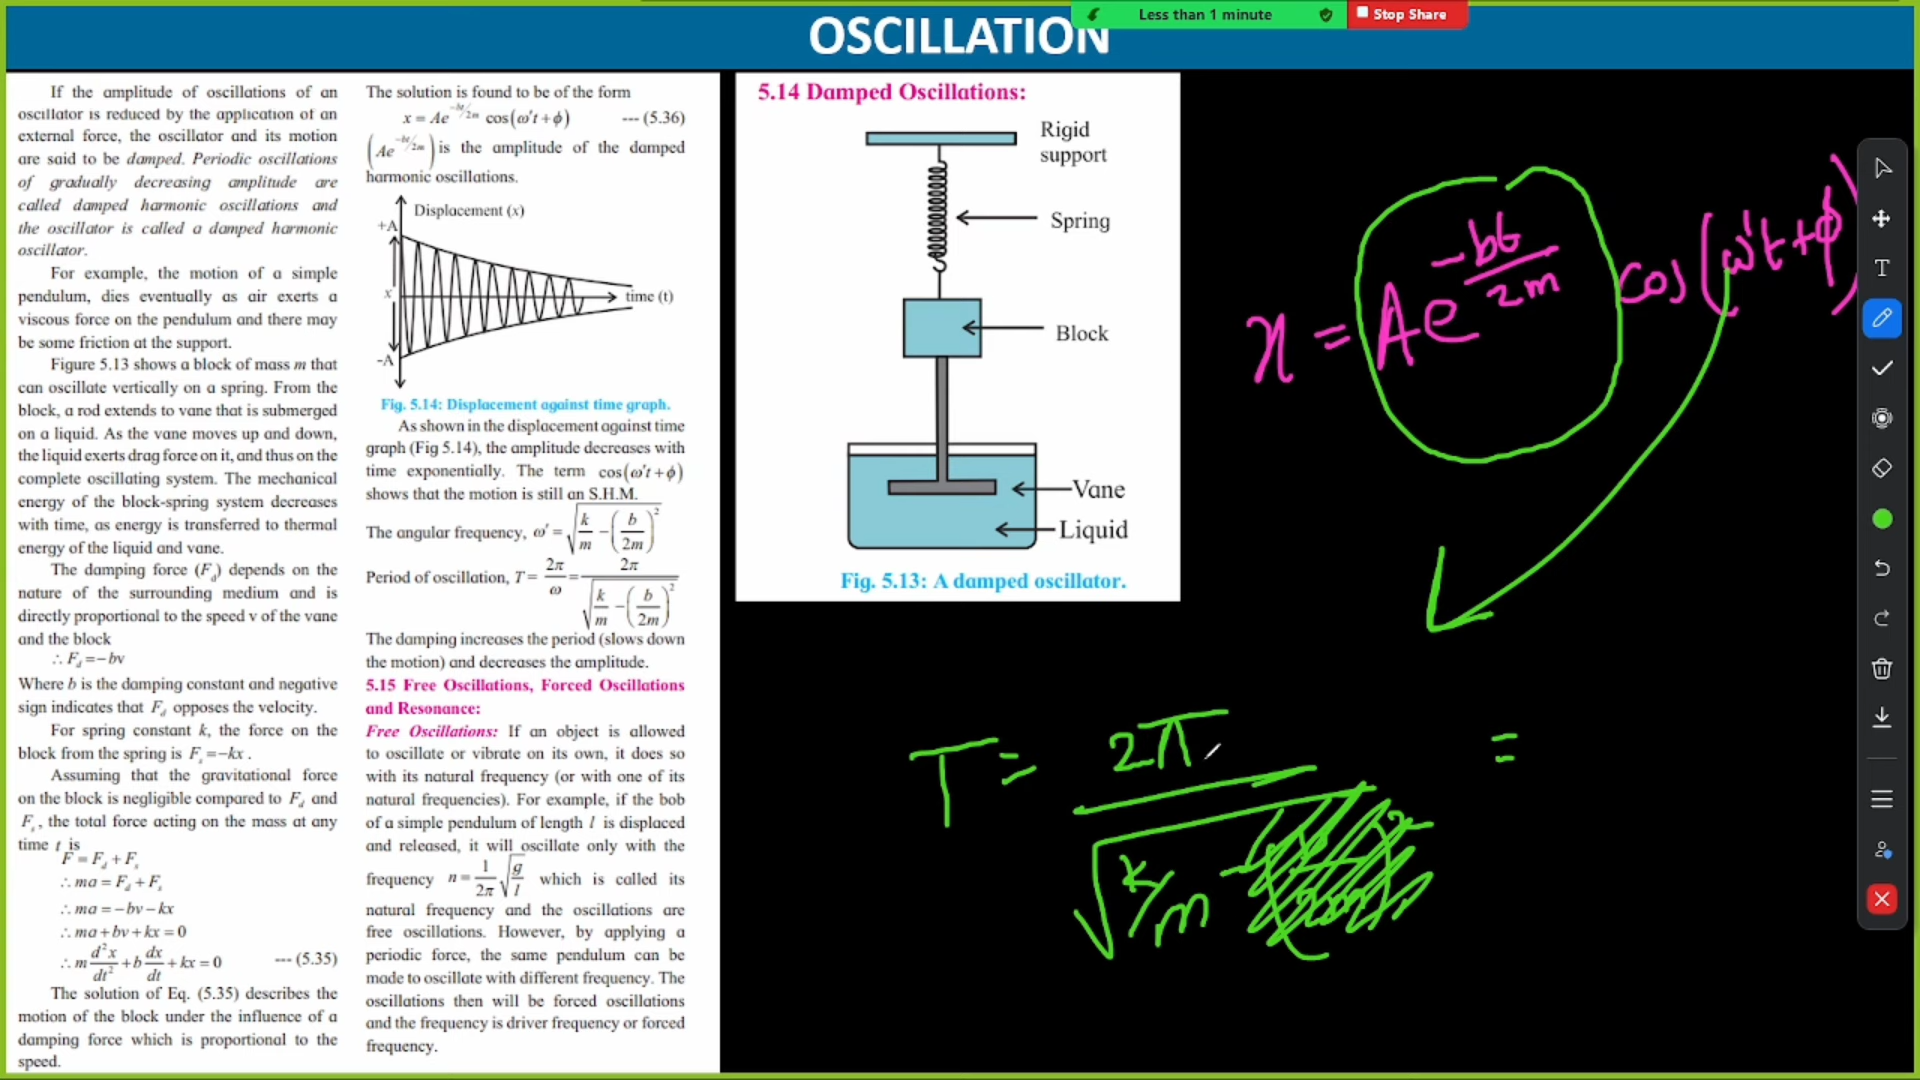 OSCILLATION
Less than 1 minute
Stop Share
If the amplitude of oscillations of an
oscillator is reduced by the application of an
external force, the oscillator and its motion
are said to be damped. Periodic oscillations
of gradually decreasing amplitude are
called damped harmonic oscillations and
the oscillator is called a damped harmonic
oscillator.
For example, the motion of a simple
pendulum, dies eventually as air exerts a
viscous force on the pendulum and there may
be some friction at the support.
Figure 5.13 shows a block of mass m that
can oscillate vertically on a spring. From the
block, a rod extends to vane that is submerged
on a liquid. As the vane moves up and down,
the liquid exerts drag force on it, and thus on the
complete oscillating system. The mechanical
energy of the block-spring system decreases
with time, as energy is transferred to thermal
energy of the liquid and vane.
The damping force (F_d) depends on the
nature of the surrounding medium and is
directly proportional to the speed v of the vane
and the block
∴ F_d = −bv
Where b is the damping constant and negative
sign indicates that F_d opposes the velocity.
For spring constant k, the force on the
block from the spring is F_s = −kx .
Assuming that the gravitational force
on the block is negligible compared to F_d and
F_s, the total force acting on the mass at any
time t is
F = F_d + F_s
∴ ma = F_d + F_s
∴ ma = −bv − kx
∴ ma + bv + kx = 0
∴ m d²x/dt² + b dx/dt + kx = 0 --- (5.35)
The solution of Eq. (5.35) describes the
motion of the block under the influence of a
damping force which is proportional to the
speed.
The solution is found to be of the form
x = Ae^(−bt/2m) cos(ω't + ϕ) --- (5.36)
(Ae^(−bt/2m)) is the amplitude of the damped
harmonic oscillations.
Displacement (x)
+A
x
-A
time (t)
Fig. 5.14: Displacement against time graph.
As shown in the displacement against time
graph (Fig 5.14), the amplitude decreases with
time exponentially. The term cos(ω't + ϕ)
shows that the motion is still an S.H.M.
The angular frequency, ω' = √(k/m − (b/2m)²)
Period of oscillation, T = 2π/ω = 2π/√(k/m − (b/2m)²)
The damping increases the period (slows down
the motion) and decreases the amplitude.
5.15 Free Oscillations, Forced Oscillations
and Resonance:
Free Oscillations: If an object is allowed
to oscillate or vibrate on its own, it does so
with its natural frequency (or with one of its
natural frequencies). For example, if the bob
of a simple pendulum of length l is displaced
and released, it will oscillate only with the
frequency n = 1/2π √(g/l) which is called its
natural frequency and the oscillations are
free oscillations. However, by applying a
periodic force, the same pendulum can be
made to oscillate with different frequency. The
oscillations then will be forced oscillations
and the frequency is driver frequency or forced
frequency.
5.14 Damped Oscillations:
Rigid
support
Spring
Block
Vane
Liquid
Fig. 5.13: A damped oscillator.
x = Ae^(−bt/2m) cos(ω't + ϕ)
T = 2π/√(k/m −
=
T